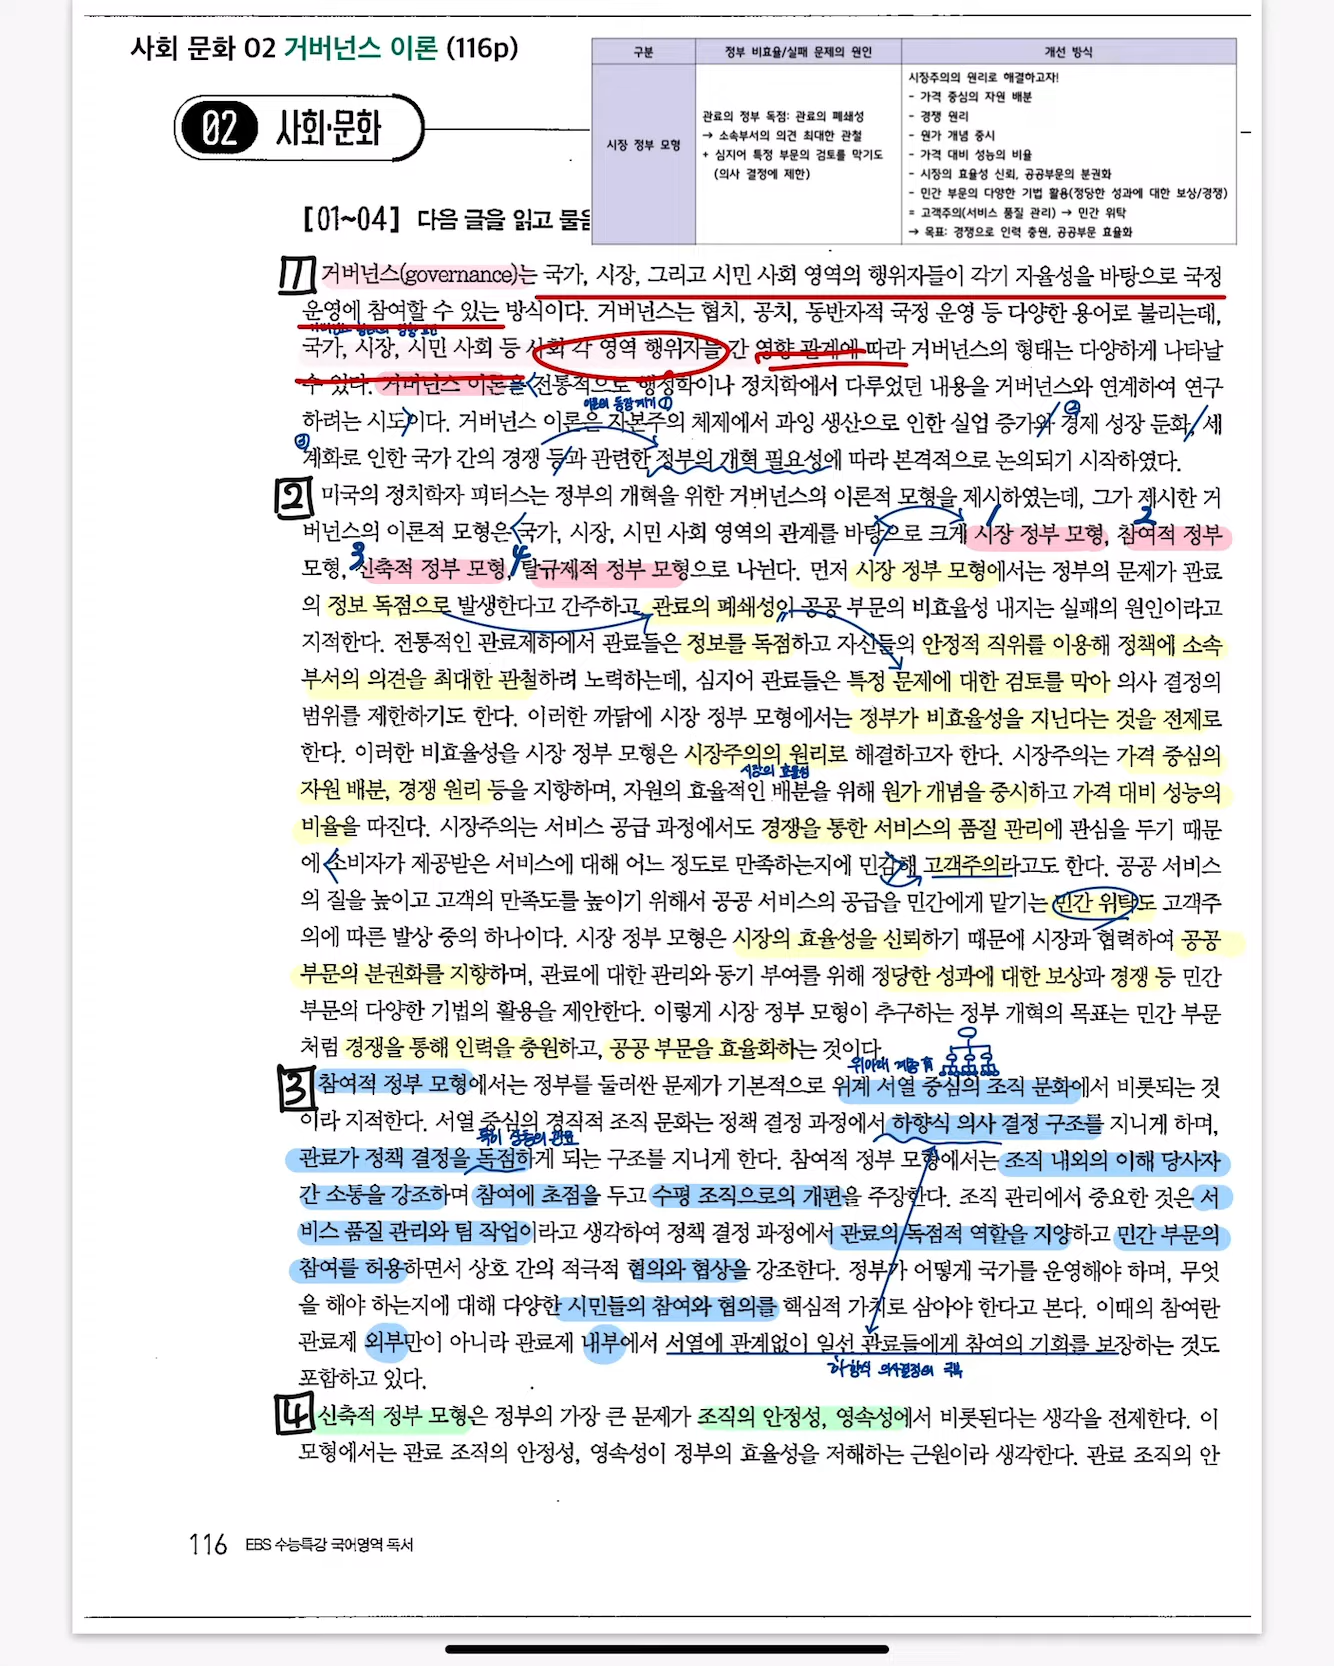 사회 문화 02 거버넌스 이론 (116p)
구분 정부 비효율/실패 문제의 원인 개선 방식
시장 정부 모형
관료의 정부 독점: 관료의 폐쇄성
→ 소속부서의 의견 최대한 관철
+ 심지어 특정 부문의 검토를 막기도
(의사 결정에 제한)
시장주의의 원리로 해결하고자!
- 가격 중심의 자원 배분
- 경쟁 원리
- 원가 개념 중시
- 가격 대비 성능의 비율
- 시장의 효율성 신뢰, 공공부문의 분권화
- 민간 부문의 다양한 기법 활용(정당한 성과에 대한 보상/경쟁)
= 고객주의(서비스 품질 관리) → 민간 위탁
→ 목표: 경쟁으로 인력 충원, 공공부문 효율화
02 사회·문화
[01~04] 다음 글을 읽고 물음
1 거버넌스(governance)는 국가, 시장, 그리고 시민 사회 영역의 행위자들이 각기 자율성을 바탕으로 국정
운영에 참여할 수 있는 방식이다. 거버넌스는 협치, 공치, 동반자적 국정 운영 등 다양한 용어로 불리는데,
국가, 시장, 시민 사회 등 사회 각 영역 행위자들 간 영향 관계에 따라 거버넌스의 형태는 다양하게 나타날
수 있다. 거버넌스 이론은 전통적으로 행정학이나 정치학에서 다루었던 내용을 거버넌스와 연계하여 연구
이론의 등장 계기 ①
하려는 시도이다. 거버넌스 이론은 자본주의 체제에서 과잉 생산으로 인한 실업 증가와 경제 성장 둔화, 세
②
③
계화로 인한 국가 간의 경쟁 등과 관련한 정부의 개혁 필요성에 따라 본격적으로 논의되기 시작하였다.
2 미국의 정치학자 피터스는 정부의 개혁을 위한 거버넌스의 이론적 모형을 제시하였는데, 그가 제시한 거
1 2
버넌스의 이론적 모형은 국가, 시장, 시민 사회 영역의 관계를 바탕으로 크게 시장 정부 모형, 참여적 정부
3 4
모형, 신축적 정부 모형, 탈규제적 정부 모형으로 나뉜다. 먼저 시장 정부 모형에서는 정부의 문제가 관료
의 정보 독점으로 발생한다고 간주하고, 관료의 폐쇄성이 공공 부문의 비효율성 내지는 실패의 원인이라고
지적한다. 전통적인 관료제하에서 관료들은 정보를 독점하고 자신들의 안정적 직위를 이용해 정책에 소속
부서의 의견을 최대한 관철하려 노력하는데, 심지어 관료들은 특정 문제에 대한 검토를 막아 의사 결정의
범위를 제한하기도 한다. 이러한 까닭에 시장 정부 모형에서는 정부가 비효율성을 지닌다는 것을 전제로
한다. 이러한 비효율성을 시장 정부 모형은 시장주의의 원리로 해결하고자 한다. 시장주의는 가격 중심의
시장의 효율성
자원 배분, 경쟁 원리 등을 지향하며, 자원의 효율적인 배분을 위해 원가 개념을 중시하고 가격 대비 성능의
비율을 따진다. 시장주의는 서비스 공급 과정에서도 경쟁을 통한 서비스의 품질 관리에 관심을 두기 때문
에 소비자가 제공받은 서비스에 대해 어느 정도로 만족하는지에 민감해 고객주의라고도 한다. 공공 서비스
의 질을 높이고 고객의 만족도를 높이기 위해서 공공 서비스의 공급을 민간에게 맡기는 민간 위탁도 고객주
의에 따른 발상 중의 하나이다. 시장 정부 모형은 시장의 효율성을 신뢰하기 때문에 시장과 협력하여 공공
부문의 분권화를 지향하며, 관료에 대한 관리와 동기 부여를 위해 정당한 성과에 대한 보상과 경쟁 등 민간
부문의 다양한 기법의 활용을 제안한다. 이렇게 시장 정부 모형이 추구하는 정부 개혁의 목표는 민간 부문
처럼 경쟁을 통해 인력을 충원하고, 공공 부문을 효율화하는 것이다.
위아래 계층有
3 참여적 정부 모형에서는 정부를 둘러싼 문제가 기본적으로 위계 서열 중심의 조직 문화에서 비롯되는 것
이라 지적한다. 서열 중심의 경직적 조직 문화는 정책 결정 과정에서 하향식 의사 결정 구조를 지니게 하며,
특히 상층의 관료
관료가 정책 결정을 독점하게 되는 구조를 지니게 한다. 참여적 정부 모형에서는 조직 내외의 이해 당사자
간 소통을 강조하며 참여에 초점을 두고 수평 조직으로의 개편을 주장한다. 조직 관리에서 중요한 것은 서
비스 품질 관리와 팀 작업이라고 생각하여 정책 결정 과정에서 관료의 독점적 역할을 지양하고 민간 부문의
참여를 허용하면서 상호 간의 적극적 협의와 협상을 강조한다. 정부가 어떻게 국가를 운영해야 하며, 무엇
을 해야 하는지에 대해 다양한 시민들의 참여와 협의를 핵심적 가치로 삼아야 한다고 본다. 이때의 참여란
관료제 외부만이 아니라 관료제 내부에서 서열에 관계없이 일선 관료들에게 참여의 기회를 보장하는 것도
하향식 의사결정의 극복
포함하고 있다.
4 신축적 정부 모형은 정부의 가장 큰 문제가 조직의 안정성, 영속성에서 비롯된다는 생각을 전제한다. 이
모형에서는 관료 조직의 안정성, 영속성이 정부의 효율성을 저해하는 근원이라 생각한다. 관료 조직의 안
116 EBS 수능특강 국어영역 독서